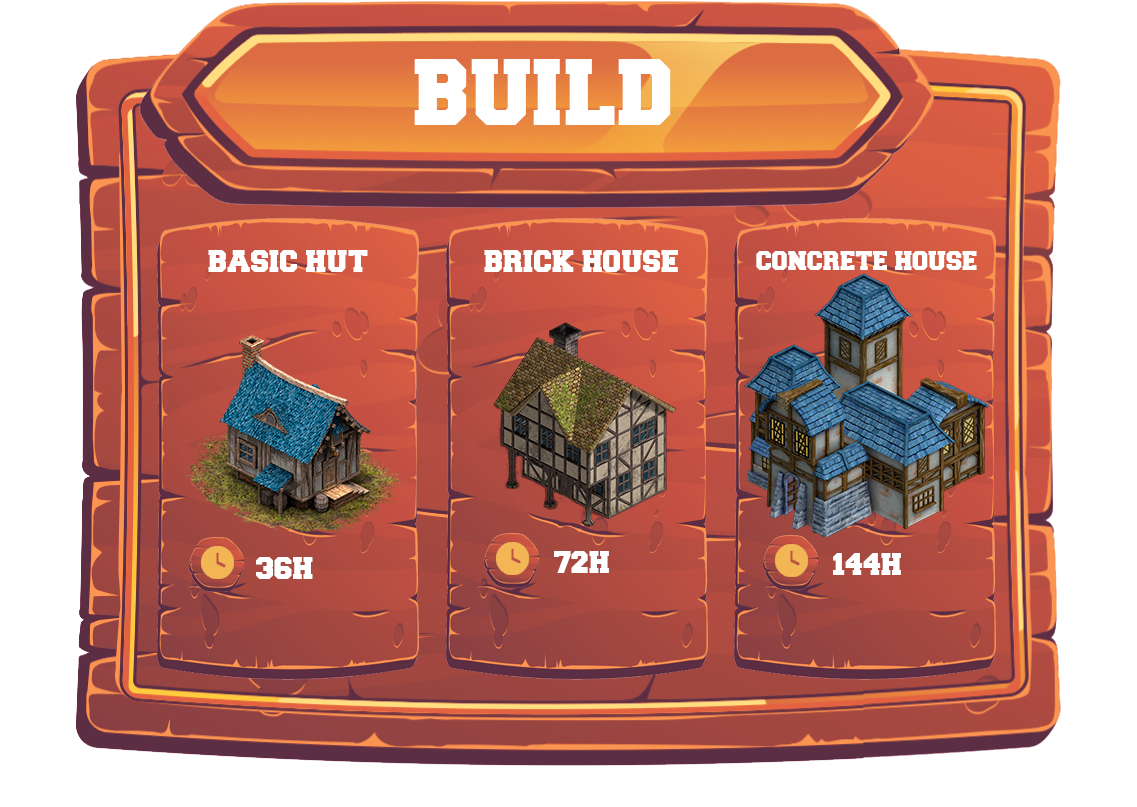 BUILD
BASIC HUT
BRICK HOUSE
CONCRETE HOUSE
36H
72H
144H